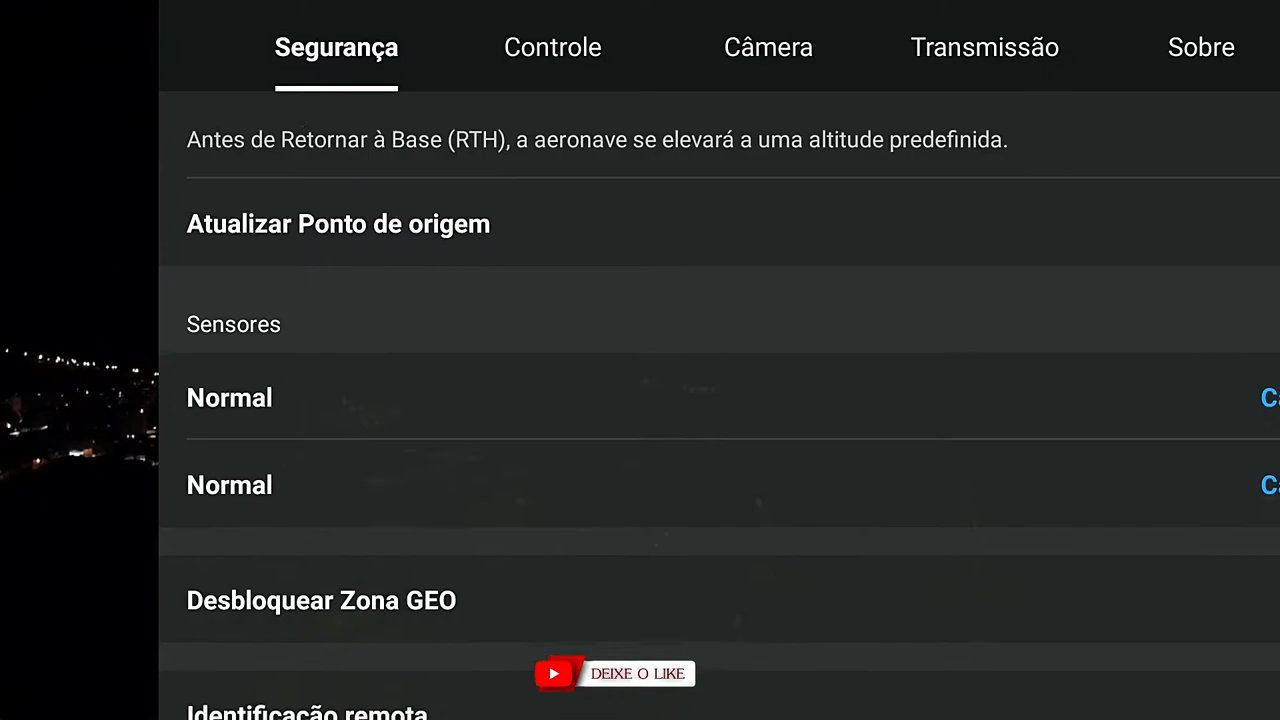 Segurança Controle Câmera Transmissão Sobre
Antes de Retornar à Base (RTH), a aeronave se elevará a uma altitude predefinida.
Atualizar Ponto de origem
Sensores
Normal
Normal
Desbloquear Zona GEO
DEIXE O LIKE
Identificação remota